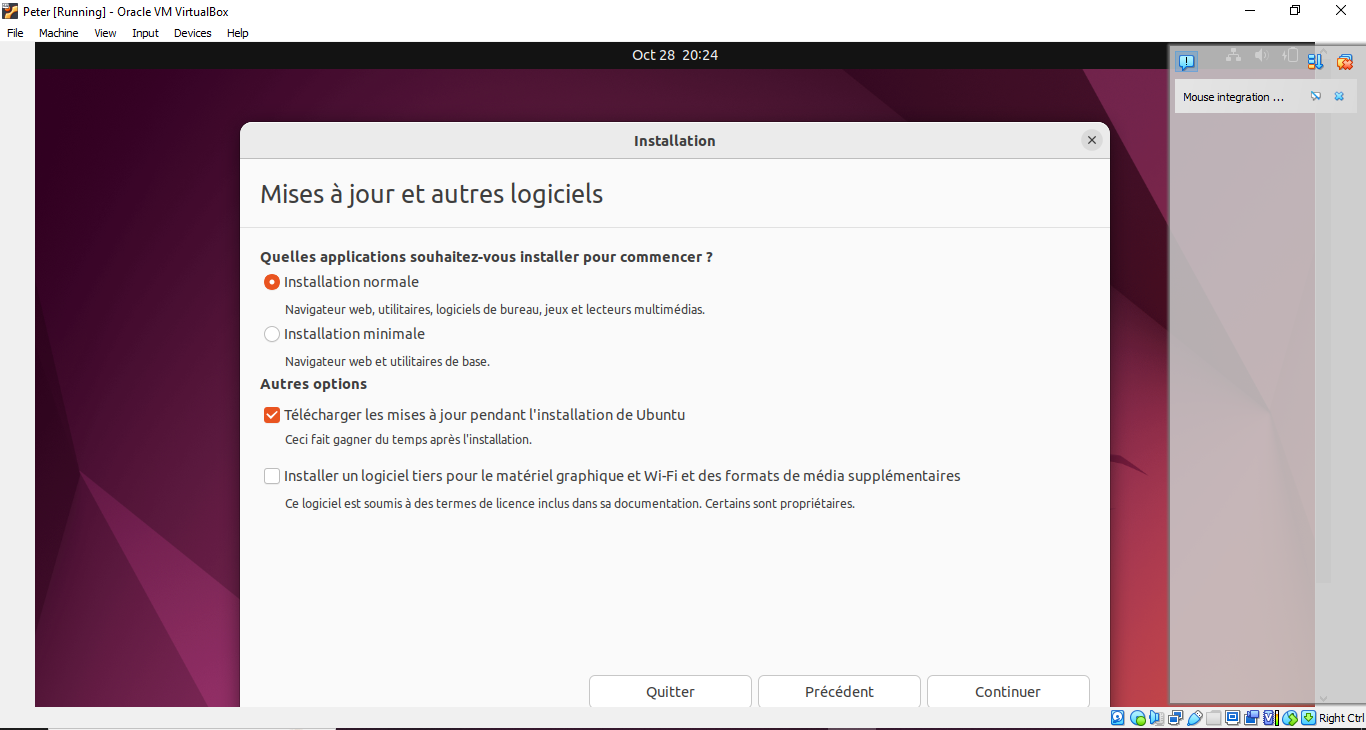 Peter [Running] - Oracle VM VirtualBox
File Machine View Input Devices Help
Oct 28 20:24
Mouse integration ...
Installation
Mises à jour et autres logiciels
Quelles applications souhaitez-vous installer pour commencer ?
Installation normale
Navigateur web, utilitaires, logiciels de bureau, jeux et lecteurs multimédias.
Installation minimale
Navigateur web et utilitaires de base.
Autres options
Télécharger les mises à jour pendant l'installation de Ubuntu
Ceci fait gagner du temps après l'installation.
Installer un logiciel tiers pour le matériel graphique et Wi-Fi et des formats de média supplémentaires
Ce logiciel est soumis à des termes de licence inclus dans sa documentation. Certains sont propriétaires.
Quitter Précédent Continuer
Right Ctrl